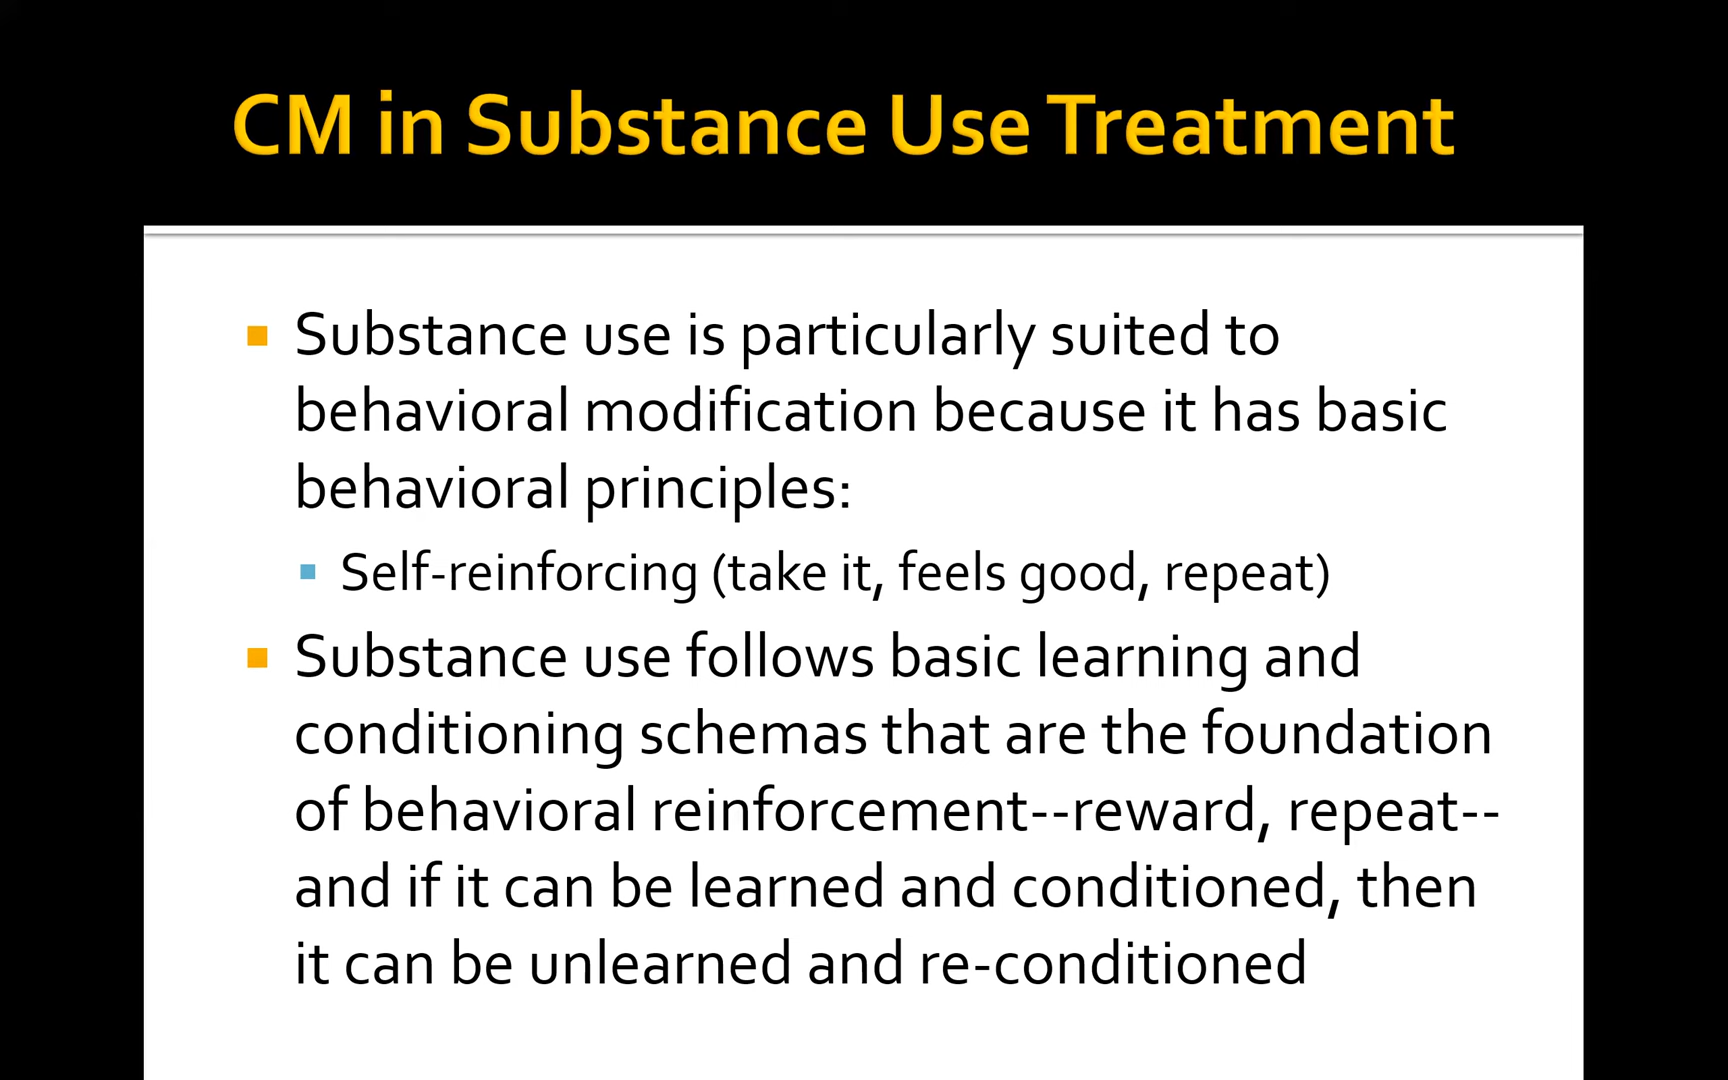 CM in Substance Use Treatment
Substance use is particularly suited to
behavioral modification because it has basic
behavioral principles:
Self-reinforcing (take it, feels good, repeat)
Substance use follows basic learning and
conditioning schemas that are the foundation
of behavioral reinforcement--reward, repeat--
and if it can be learned and conditioned, then
it can be unlearned and re-conditioned